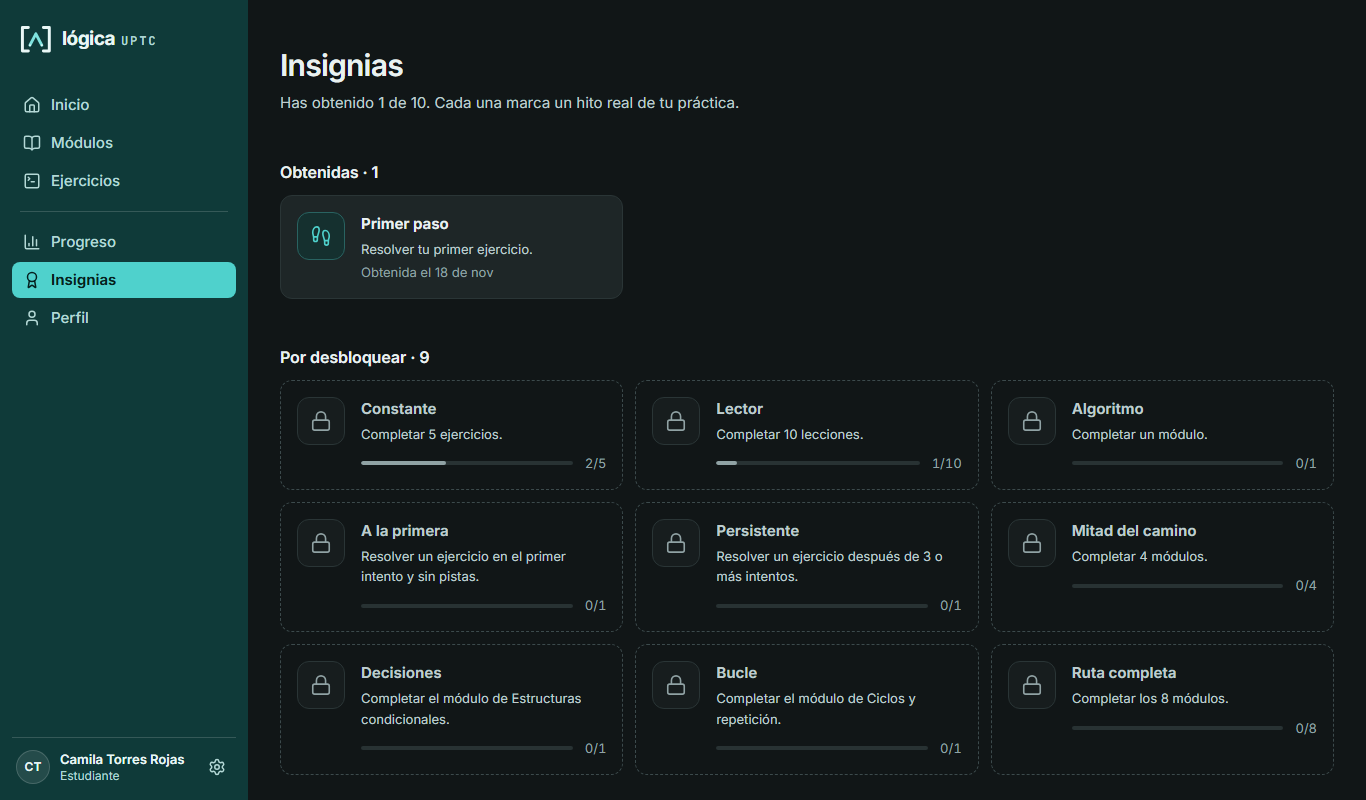 lógica UPTC
Inicio
Módulos
Ejercicios
Progreso
Insignias
Perfil
CT
Camila Torres Rojas
Estudiante
Insignias
Has obtenido 1 de 10. Cada una marca un hito real de tu práctica.
Obtenidas · 1
Primer paso
Resolver tu primer ejercicio.
Obtenida el 18 de nov
Por desbloquear · 9
Constante
Completar 5 ejercicios.
2/5
Lector
Completar 10 lecciones.
1/10
Algoritmo
Completar un módulo.
0/1
A la primera
Resolver un ejercicio en el primer
intento y sin pistas.
0/1
Persistente
Resolver un ejercicio después de 3 o
más intentos.
0/1
Mitad del camino
Completar 4 módulos.
0/4
Decisiones
Completar el módulo de Estructuras
condicionales.
0/1
Bucle
Completar el módulo de Ciclos y
repetición.
0/1
Ruta completa
Completar los 8 módulos.
0/8